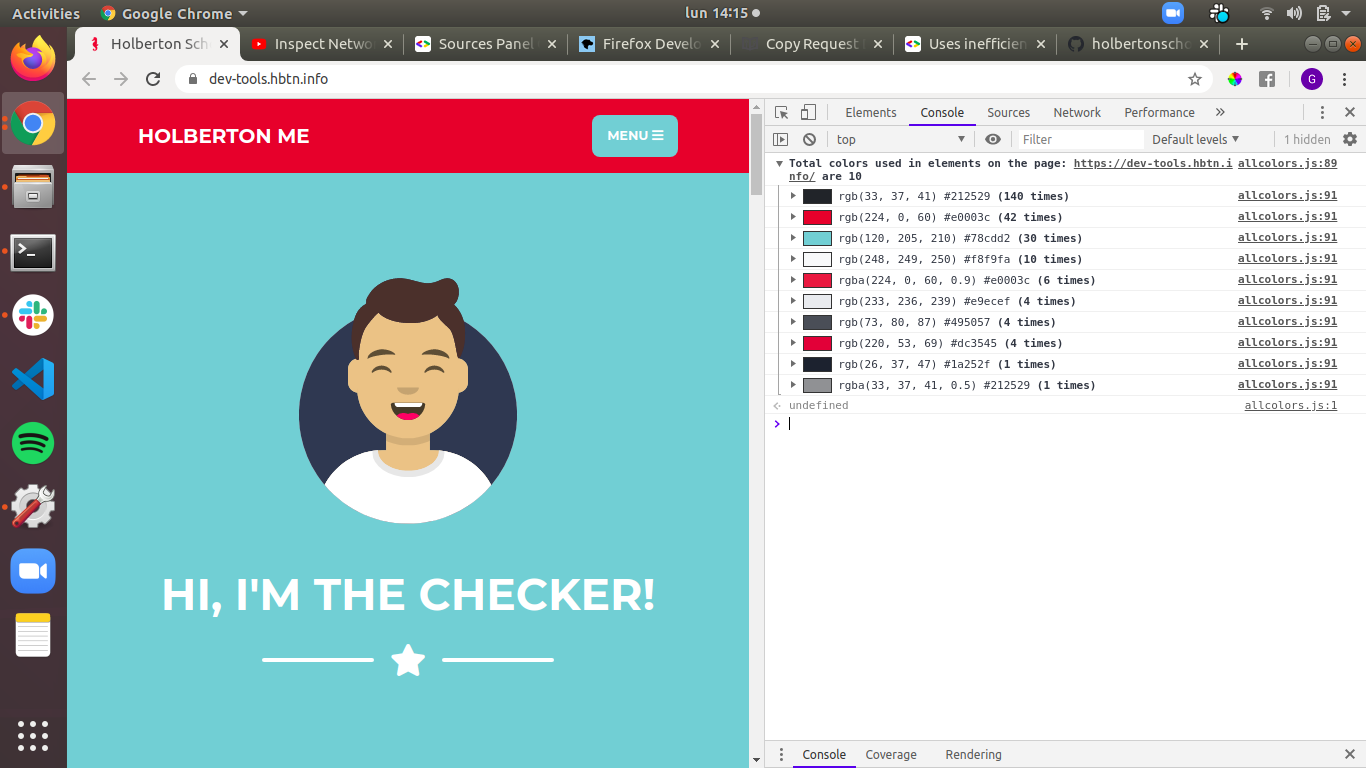 Activities Google Chrome lun 14:15
Holberton Sch Inspect Netwo Sources Panel Firefox Develo Copy Request Uses inefficien holbertonscho
dev-tools.hbtn.info G
HOLBERTON ME
MENU
HI, I'M THE CHECKER!
Elements Console Sources Network Performance
top Filter Default levels 1 hidden
Total colors used in elements on the page: https://dev-tools.hbtn.i allcolors.js:89
nfo/ are 10
rgb(33, 37, 41) #212529 (140 times) allcolors.js:91
rgb(224, 0, 60) #e0003c (42 times) allcolors.js:91
rgb(120, 205, 210) #78cdd2 (30 times) allcolors.js:91
rgb(248, 249, 250) #f8f9fa (10 times) allcolors.js:91
rgba(224, 0, 60, 0.9) #e0003c (6 times) allcolors.js:91
rgb(233, 236, 239) #e9ecef (4 times) allcolors.js:91
rgb(73, 80, 87) #495057 (4 times) allcolors.js:91
rgb(220, 53, 69) #dc3545 (4 times) allcolors.js:91
rgb(26, 37, 47) #1a252f (1 times) allcolors.js:91
rgba(33, 37, 41, 0.5) #212529 (1 times) allcolors.js:91
undefined allcolors.js:1
Console Coverage Rendering